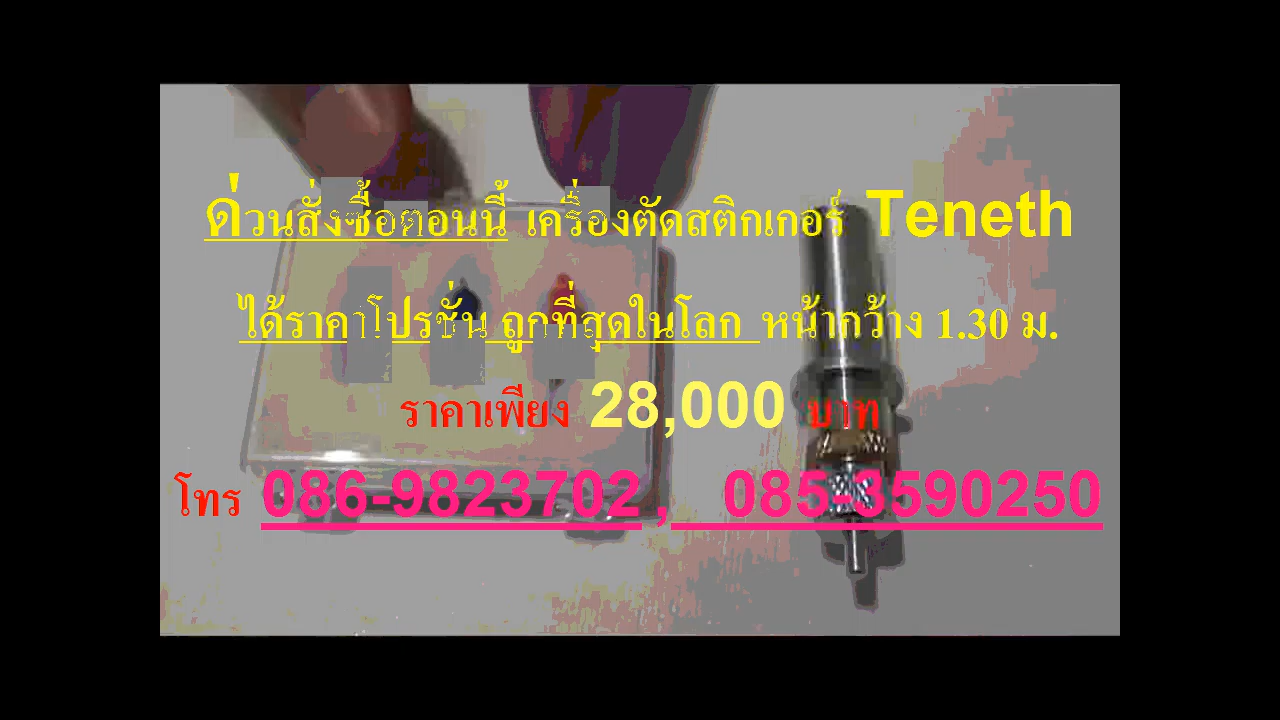 ด่วนสั่งซื้อตอนนี้ เครื่องตัดสติกเกอร์ Teneth
ได้ราคาโปรชั่น ถูกที่สุดในโลก หน้ากว้าง 1.30 ม.
ราคาเพียง 28,000 บาท
โทร 086-9823702 , 085-3590250